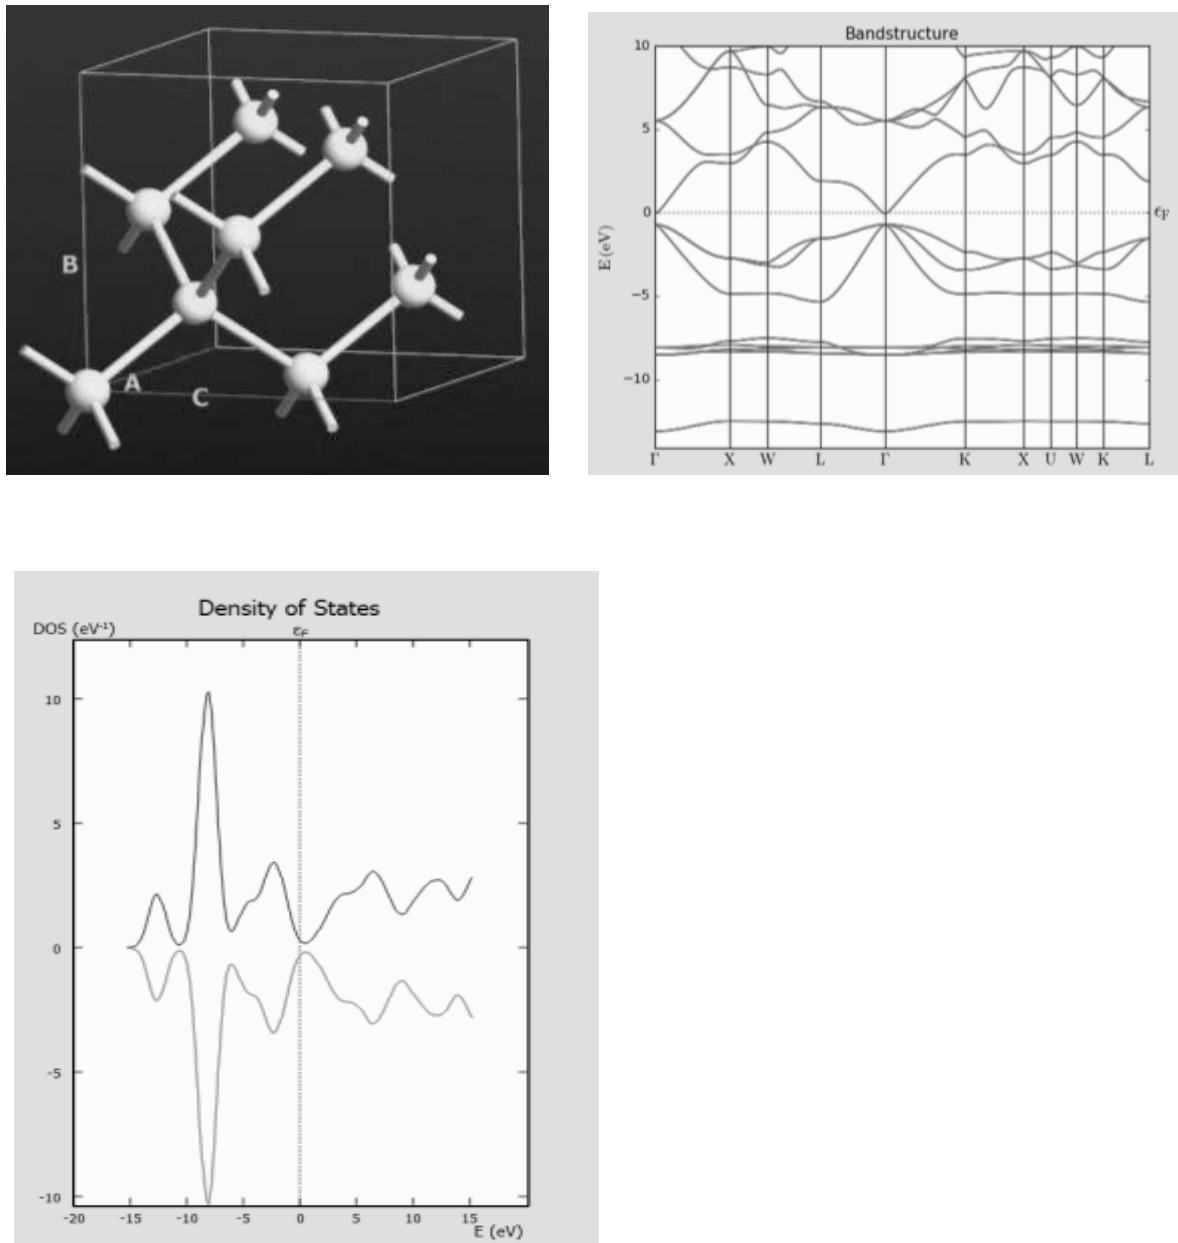 B
A
C
Bandstructure
10
5
0
−5
−10
E (eV)
ϵF
Γ X W L Γ K X U W K L
Density of States
DOS (eV-1)
εF
10
5
0
-5
-10
-20 -15 -10 -5 0 5 10 15
E (eV)